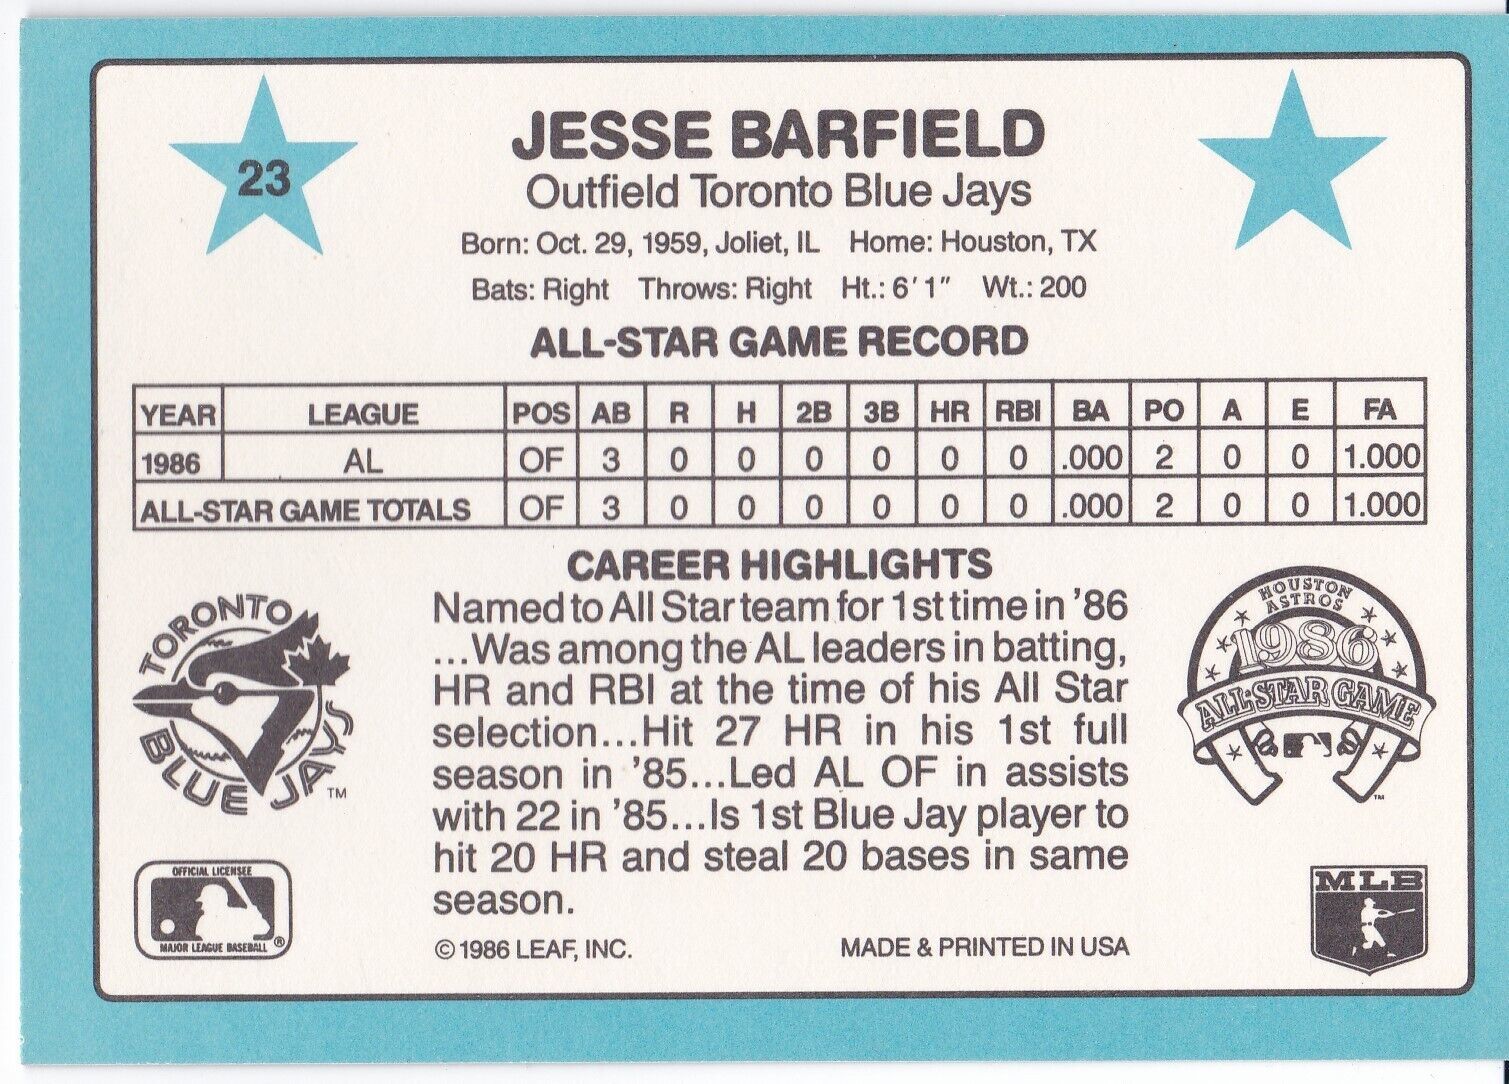 23
JESSE BARFIELD
Outfield Toronto Blue Jays
Born: Oct. 29, 1959, Joliet, IL Home: Houston, TX
Bats: Right Throws: Right Ht.: 6'1" Wt.: 200
ALL-STAR GAME RECORD
YEAR LEAGUE POS AB R H 2B 3B HR RBI BA PO A E FA
1986 AL OF 3 0 0 0 0 0 0 .000 2 0 0 1.000
ALL-STAR GAME TOTALS OF 3 0 0 0 0 0 0 .000 2 0 0 1.000
CAREER HIGHLIGHTS
Named to All Star team for 1st time in '86
...Was among the AL leaders in batting,
HR and RBI at the time of his All Star
selection...Hit 27 HR in his 1st full
season in '85...Led AL OF in assists
with 22 in '85...Is 1st Blue Jay player to
hit 20 HR and steal 20 bases in same
season.
© 1986 LEAF, INC. MADE & PRINTED IN USA
TORONTO
BLUE JAYS
TM
OFFICIAL LICENSEE
MAJOR LEAGUE BASEBALL ®
HOUSTON
ASTROS
1986
ALL-STAR GAME
TM
MLB